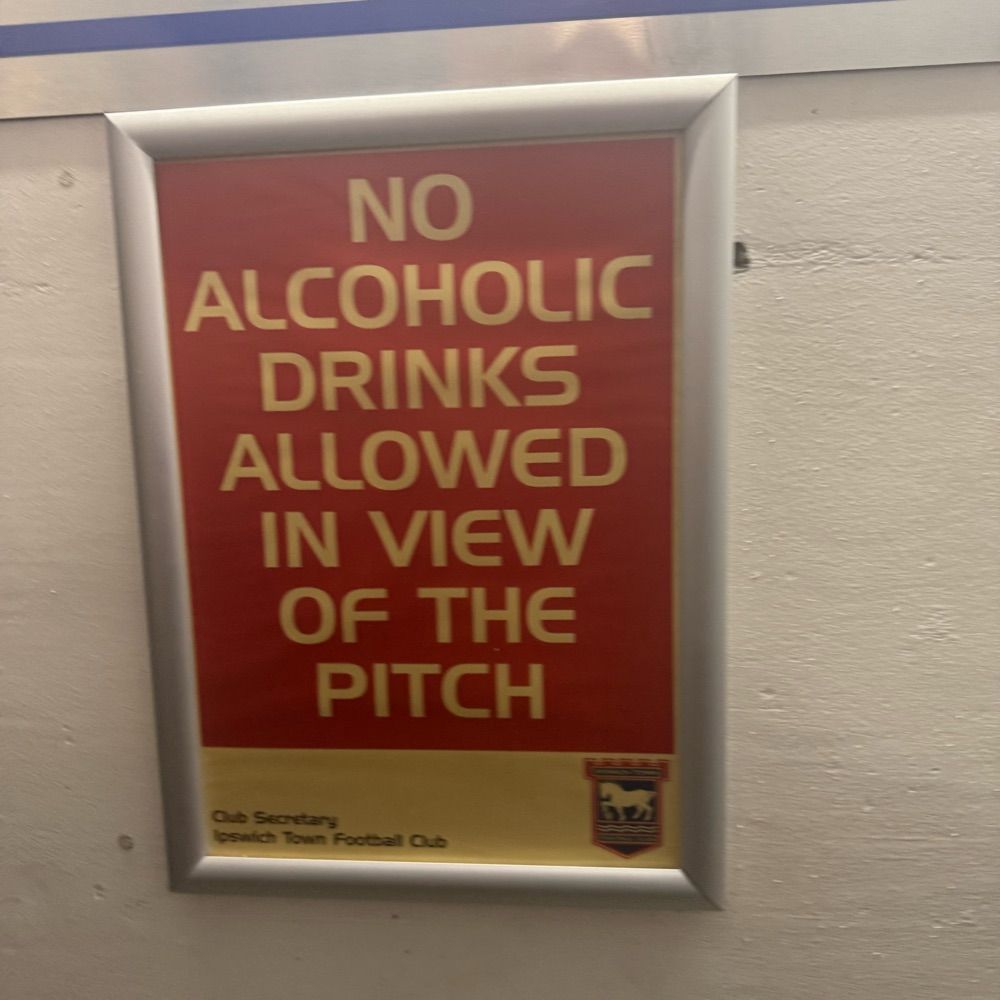 NO
ALCOHOLIC
DRINKS
ALLOWED
IN VIEW
OF THE
PITCH
Club Secretary
Ipswich Town Football Club